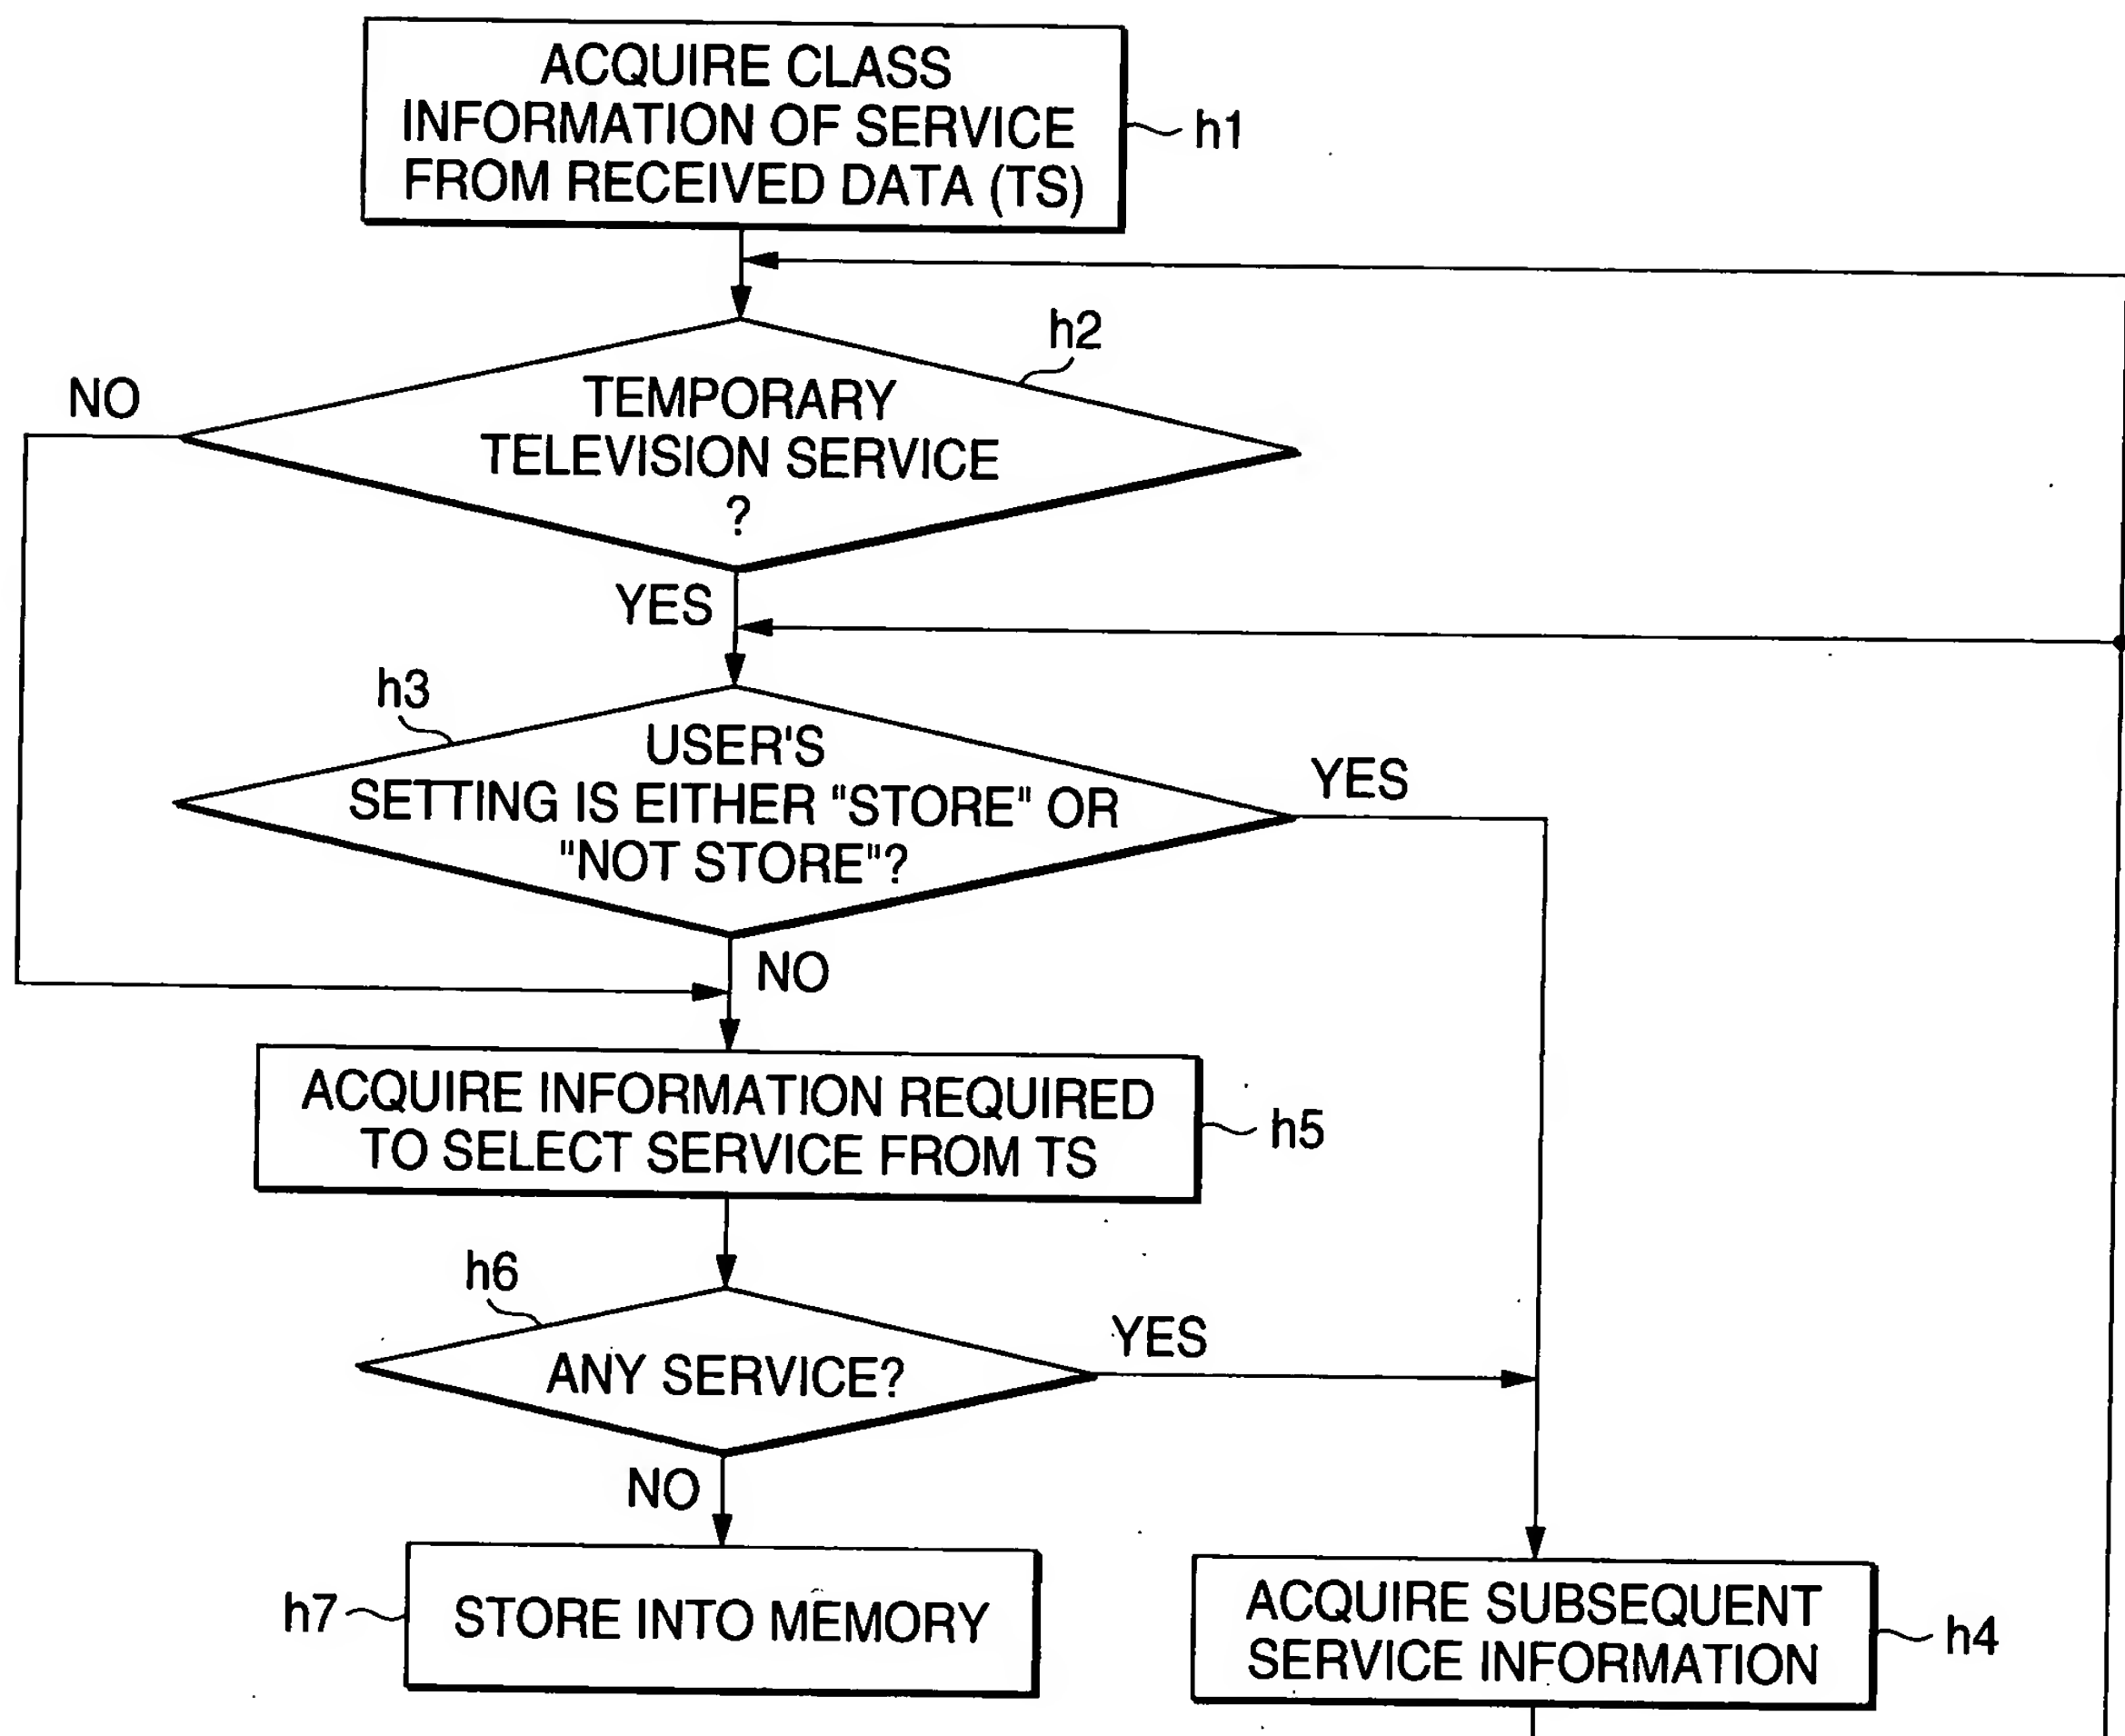 ACQUIRE CLASS
INFORMATION OF SERVICE
FROM RECEIVED DATA (TS)
h1
h2
NO
TEMPORARY
TELEVISION SERVICE
?
YES
h3
USER'S
SETTING IS EITHER "STORE" OR
"NOT STORE"?
YES
NO
ACQUIRE INFORMATION REQUIRED
TO SELECT SERVICE FROM TS
h5
h6
ANY SERVICE?
YES
NO
h7
STORE INTO MEMORY
ACQUIRE SUBSEQUENT
SERVICE INFORMATION
h4